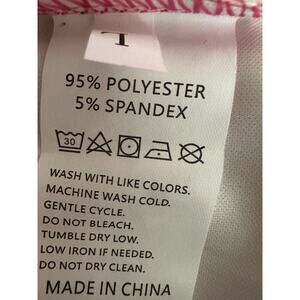 L
95% POLYESTER
5% SPANDEX
30
WASH WITH LIKE COLORS.
MACHINE WASH COLD.
GENTLE CYCLE.
DO NOT BLEACH.
TUMBLE DRY LOW.
LOW IRON IF NEEDED.
DO NOT DRY CLEAN.
MADE IN CHINA